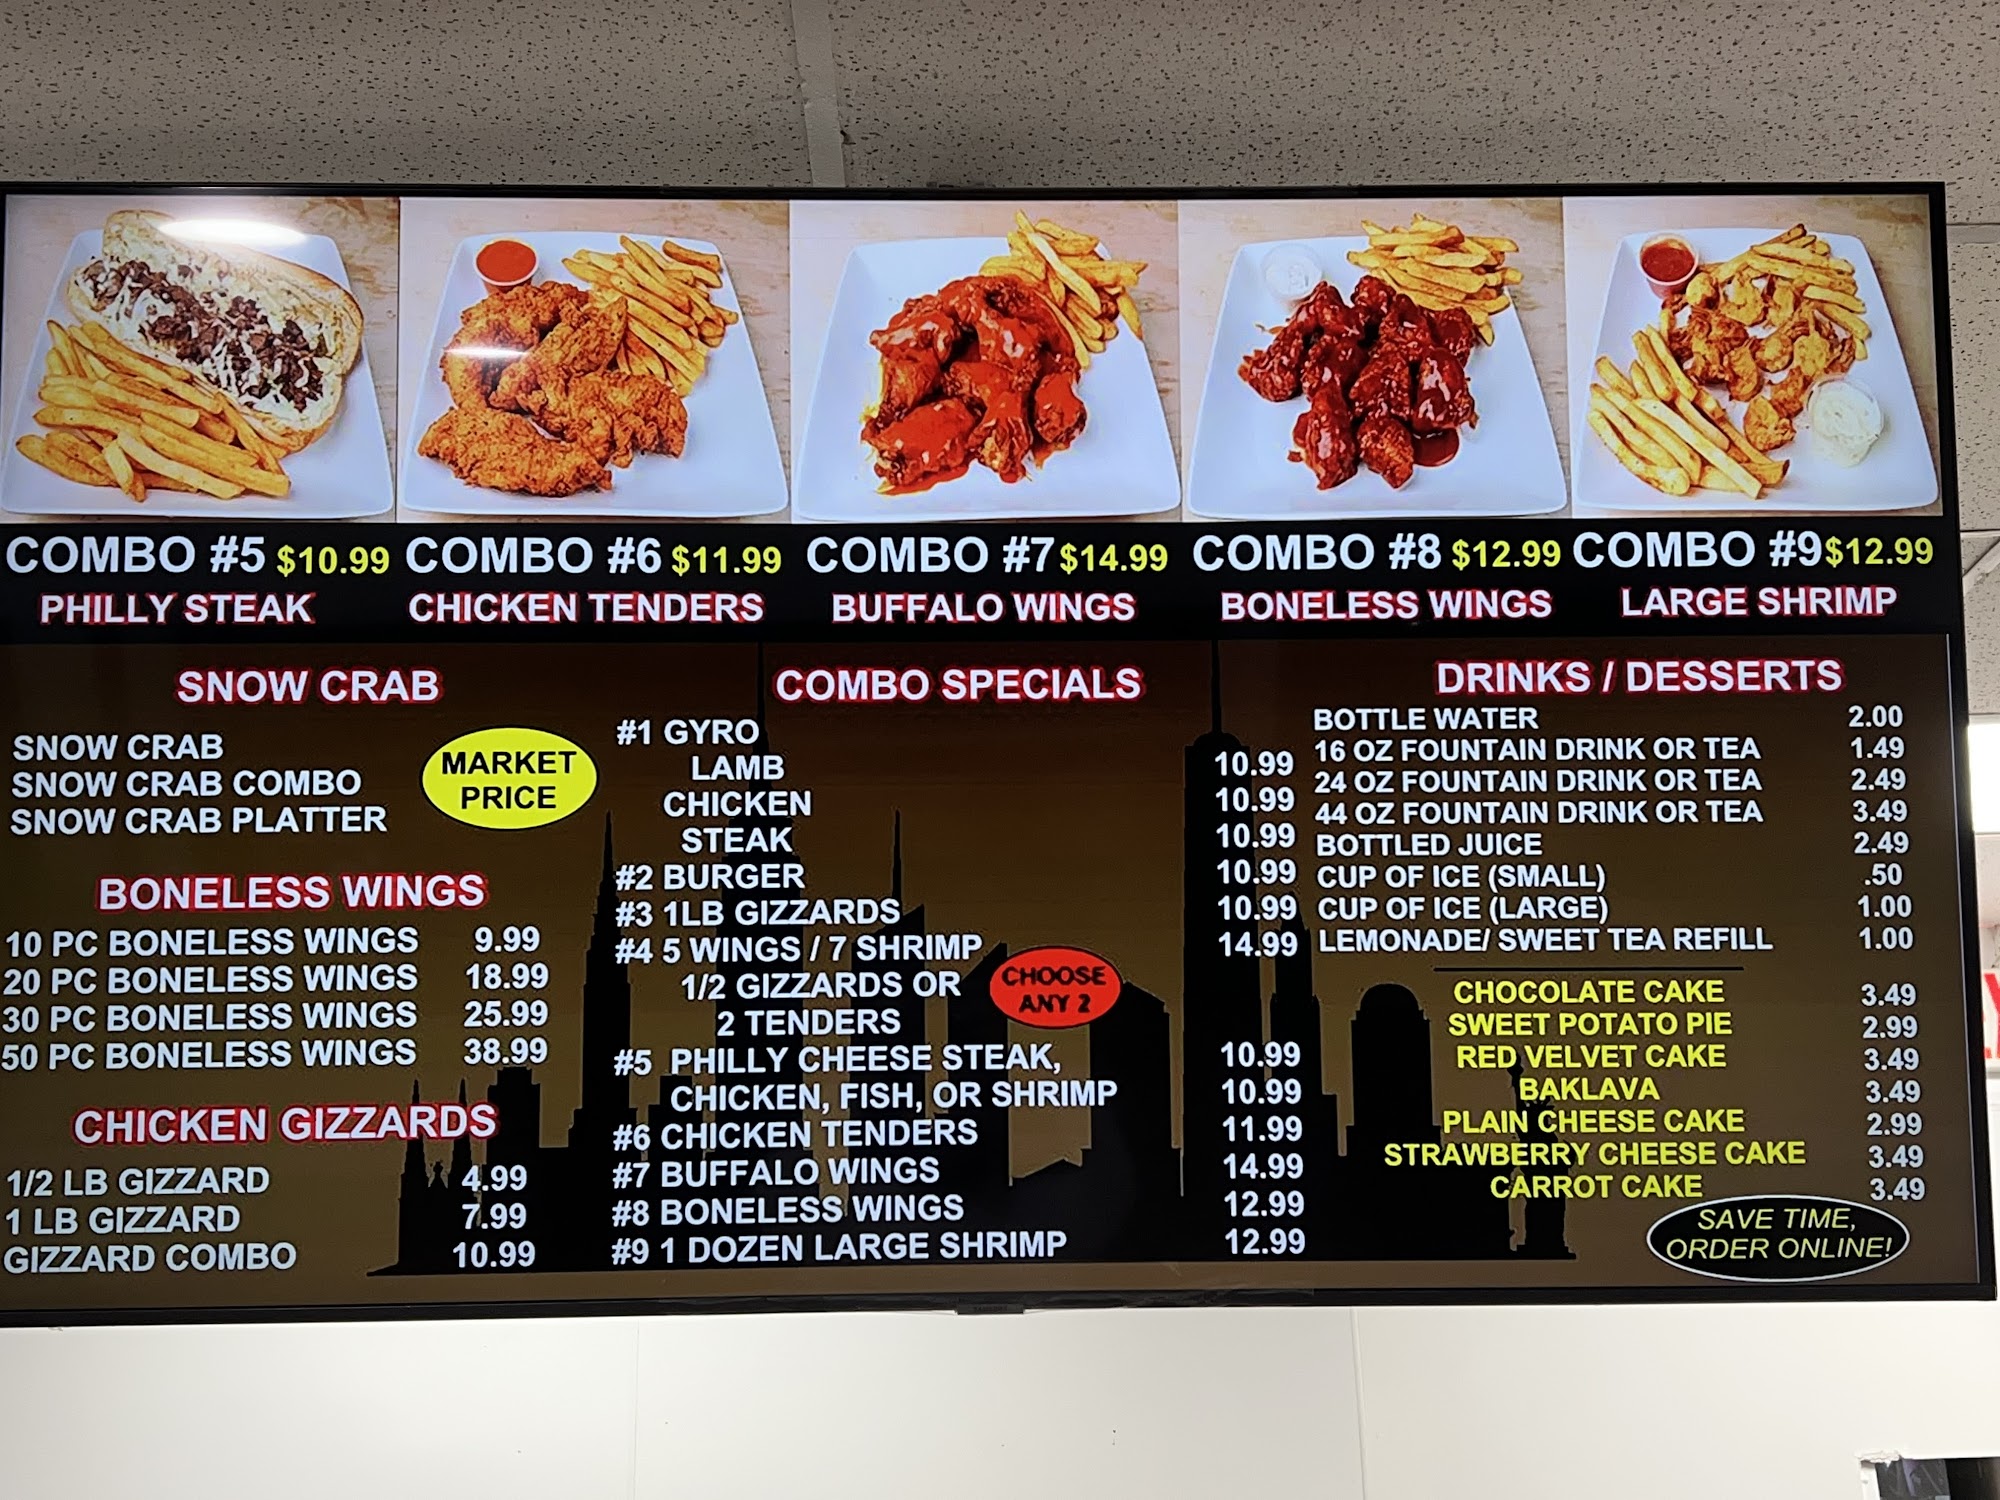 COMBO #5 $10.99
PHILLY STEAK
COMBO #6 $11.99
CHICKEN TENDERS
COMBO #7 $14.99
BUFFALO WINGS
COMBO #8 $12.99
BONELESS WINGS
COMBO #9 $12.99
LARGE SHRIMP
SNOW CRAB
SNOW CRAB
SNOW CRAB COMBO
SNOW CRAB PLATTER
MARKET
PRICE
BONELESS WINGS
10 PC BONELESS WINGS 9.99
20 PC BONELESS WINGS 18.99
30 PC BONELESS WINGS 25.99
50 PC BONELESS WINGS 38.99
CHICKEN GIZZARDS
1/2 LB GIZZARD 4.99
1 LB GIZZARD 7.99
GIZZARD COMBO 10.99
COMBO SPECIALS
#1 GYRO
LAMB 10.99
CHICKEN 10.99
STEAK 10.99
#2 BURGER 10.99
#3 1LB GIZZARDS 10.99
#4 5 WINGS / 7 SHRIMP 14.99
1/2 GIZZARDS OR
2 TENDERS
CHOOSE
ANY 2
#5 PHILLY CHEESE STEAK, 10.99
CHICKEN, FISH, OR SHRIMP 10.99
#6 CHICKEN TENDERS 11.99
#7 BUFFALO WINGS 14.99
#8 BONELESS WINGS 12.99
#9 1 DOZEN LARGE SHRIMP 12.99
DRINKS / DESSERTS
BOTTLE WATER 2.00
16 OZ FOUNTAIN DRINK OR TEA 1.49
24 OZ FOUNTAIN DRINK OR TEA 2.49
44 OZ FOUNTAIN DRINK OR TEA 3.49
BOTTLED JUICE 2.49
CUP OF ICE (SMALL) .50
CUP OF ICE (LARGE) 1.00
LEMONADE/ SWEET TEA REFILL 1.00
CHOCOLATE CAKE 3.49
SWEET POTATO PIE 2.99
RED VELVET CAKE 3.49
BAKLAVA 3.49
PLAIN CHEESE CAKE 2.99
STRAWBERRY CHEESE CAKE 3.49
CARROT CAKE 3.49
SAVE TIME,
ORDER ONLINE!